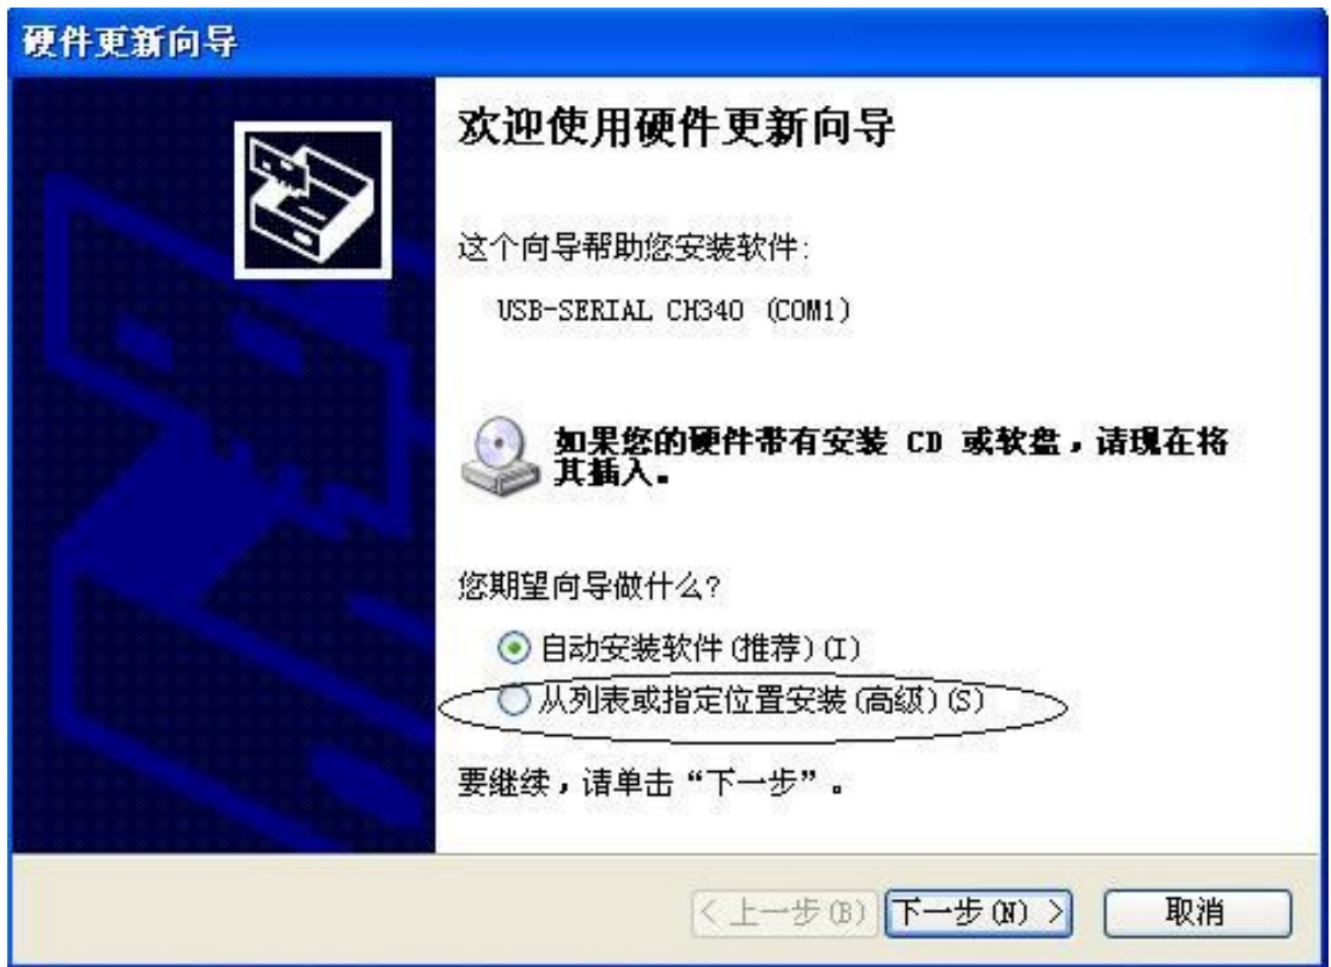 硬件更新向导
欢迎使用硬件更新向导
这个向导帮助您安装软件:
USB-SERIAL CH340 (COM1)
如果您的硬件带有安装 CD 或软盘，请现在将
其插入。
您期望向导做什么?
自动安装软件(推荐)(I)
从列表或指定位置安装(高级)(S)
要继续，请单击“下一步”。
< 上一步(B) 下一步(N) > 取消